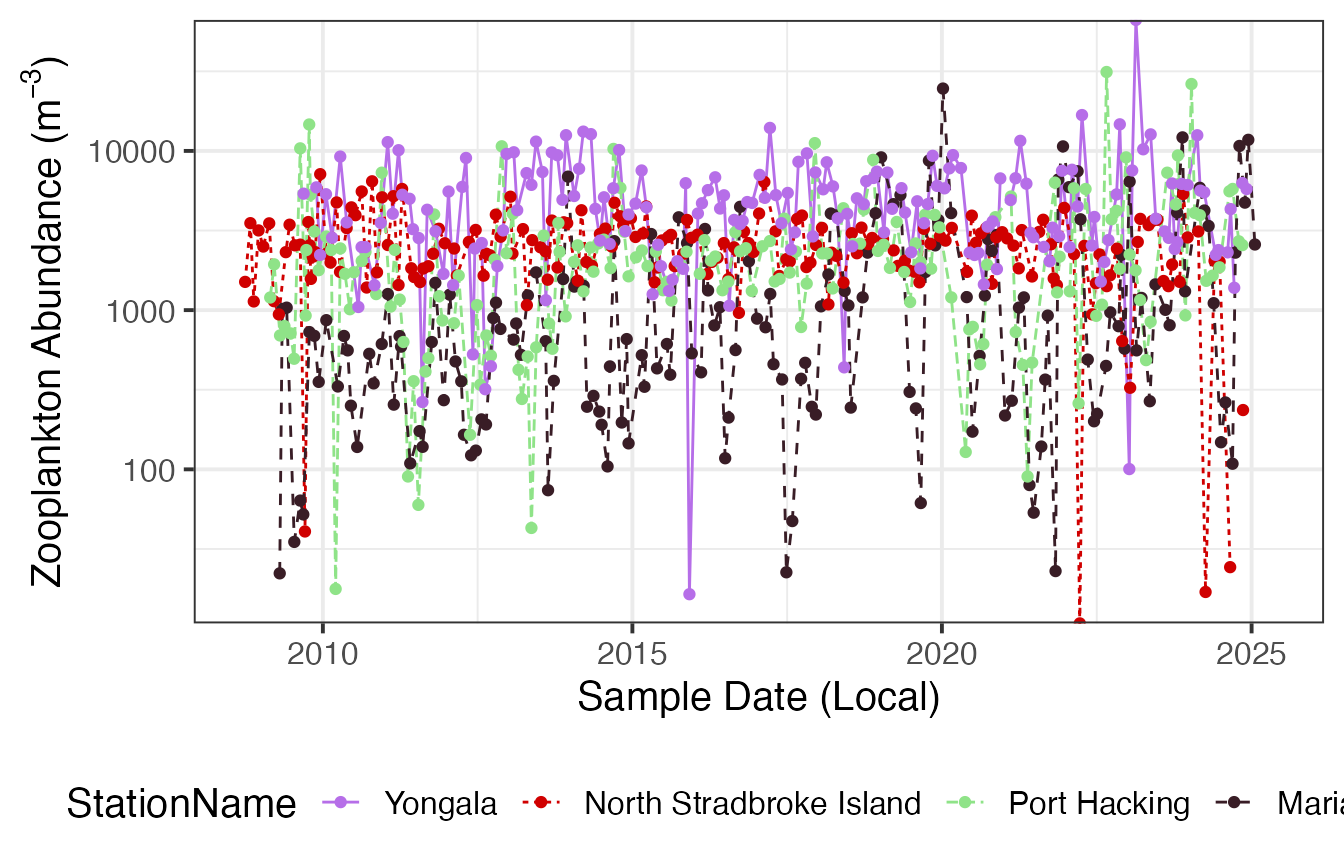 Zooplankton Abundance (m⁻³)
10000
1000
100
2010 2015 2020 2025
Sample Date (Local)
StationName Yongala North Stradbroke Island Port Hacking Maria